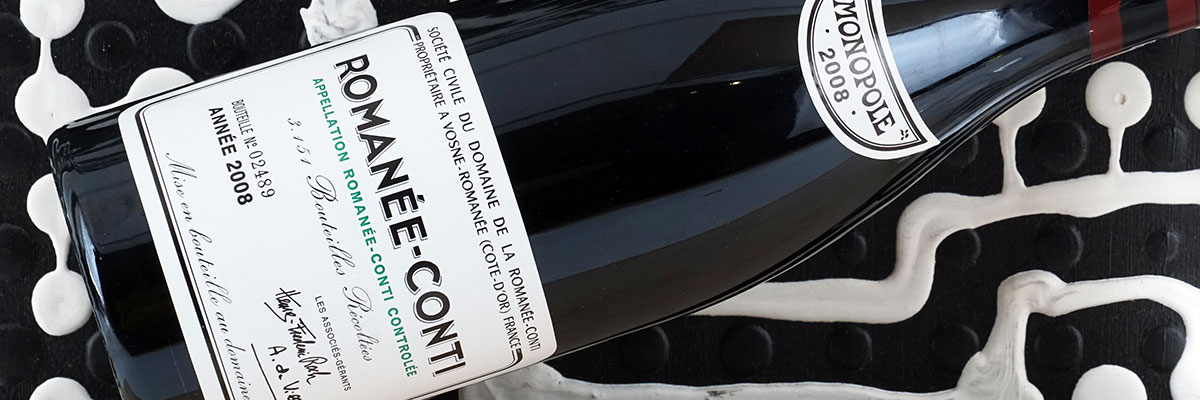 SOCIÉTÉ CIVILE DU DOMAINE DE LA ROMANÉE-CONTI
PROPRIÉTAIRE A VOSNE-ROMANÉE (COTE-D'OR) FRANCE
ROMANÉE-CONTI
APPELLATION ROMANÉE-CONTI CONTROLÉE
3.151 Bouteilles Récoltées
BOUTEILLE Nº 02489
ANNÉE 2008
LES ASSOCIÉS-GÉRANTS
Mise en bouteille au domaine
MONOPOLE
2008